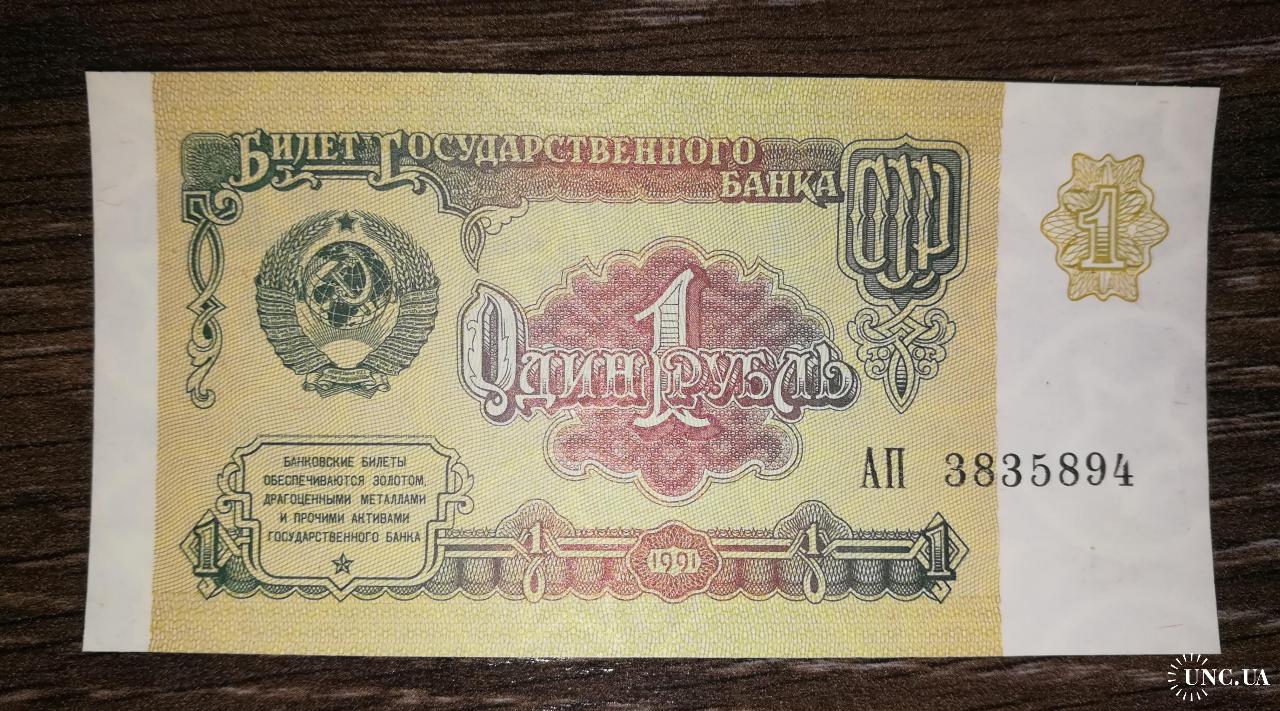 Билет Государственного
Банка
СССР
1
1
Один рубль
АП 3835894
БАНКОВСКИЕ БИЛЕТЫ
ОБЕСПЕЧИВАЮТСЯ ЗОЛОТОМ,
ДРАГОЦЕННЫМИ МЕТАЛЛАМИ
И ПРОЧИМИ АКТИВАМИ
ГОСУДАРСТВЕННОГО БАНКА
1 1 1991 1 1
UNC.UA